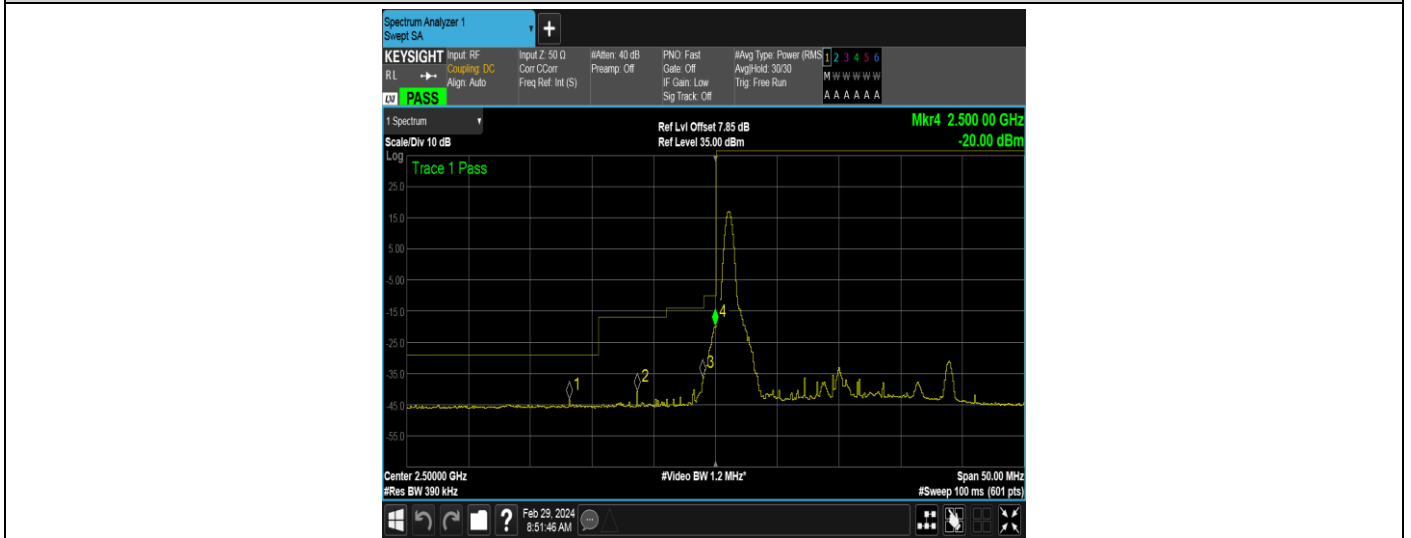 Spectrum Analyzer 1
Swept SA
+
KEYSIGHT Input: RF Input Z: 50 Ω #Atten: 40 dB PNO: Fast #Avg Type: Power (RMS 1 2 3 4 5 6
RL Coupling: DC Corr CCorr Preamp: Off Gate: Off Avg|Hold: 30/30 M W W W W W
Align: Auto Freq Ref: Int (S) IF Gain: Low Trig: Free Run
Sig Track: Off A A A A A A
LXI PASS
1 Spectrum Ref Lvl Offset 7.85 dB Mkr4 2.500 00 GHz
Scale/Div 10 dB Ref Level 35.00 dBm -20.00 dBm
Log
Trace 1 Pass
25.0
15.0
5.00
-5.00
-15.0 4
-25.0
-35.0 1 2 3
-45.0
-55.0
Center 2.50000 GHz #Video BW 1.2 MHz* Span 50.00 MHz
#Res BW 390 kHz #Sweep 100 ms (601 pts)
? Feb 29, 2024
8:51:46 AM